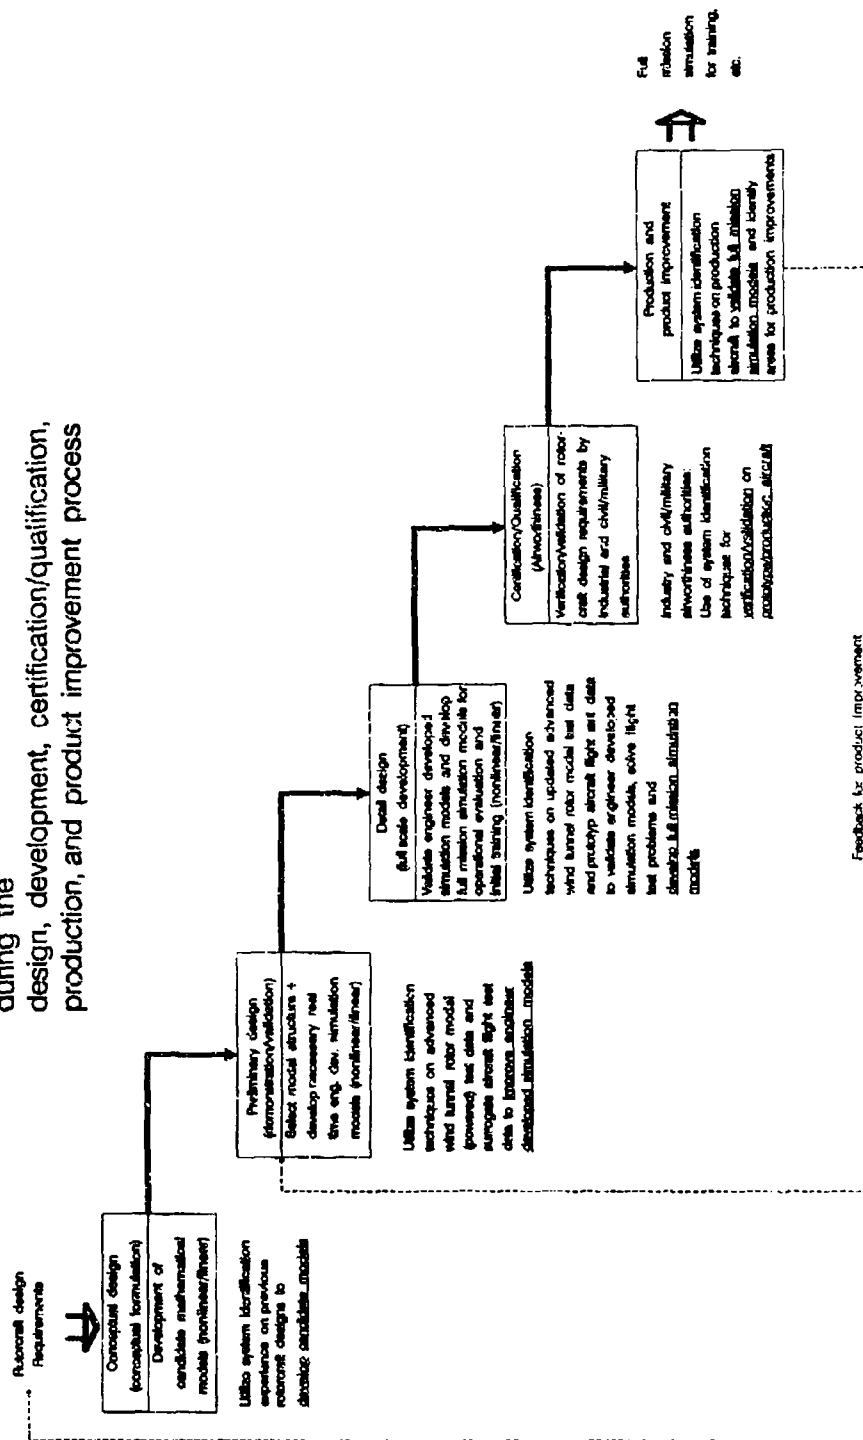 during the
design, development, certification/qualification,
production, and product improvement process
Rotorcraft design
Requirements
Conceptual design
(conceptual formulation)
Development of
candidate mathematical
models (nonlinear/linear)
Utilize system identification
experience on previous
rotorcraft designs to
develop candidate models
Preliminary design
(demonstration/validation)
Select model structure +
develop necessary real
time eng. dev. simulation
models (nonlinear/linear)
Utilize system identification
techniques on advanced
wind tunnel rotor model
(powered) test data and
surrogate aircraft flight test
data to improve engineer
developed simulation models
Detail design
(full scale development)
Validate engineer developed
simulation models and develop
full mission simulation module for
operational evaluation and
initial training (nonlinear/linear)
Utilize system identification
techniques on updated advanced
wind tunnel rotor model test data
and prototyp aircraft flight test data
to validate engineer developed
simulation models, solve flight
test problems and
develop full mission simulation
models
Certification/Qualification
(Airworthiness)
Verification/validation of rotor-
craft design requirements by
industrial and civil/military
authorities
Industry and civil/military
airworthiness authorities:
Use of system identification
techniques for
verification/validation on
prototype/production aircraft
Production and
product improvement
Utilize system identification
techniques on production
aircraft to validate full mission
simulation models and identify
areas for production improvements
Full
mission
simulation
for training,
etc.
Feedback for product improvement